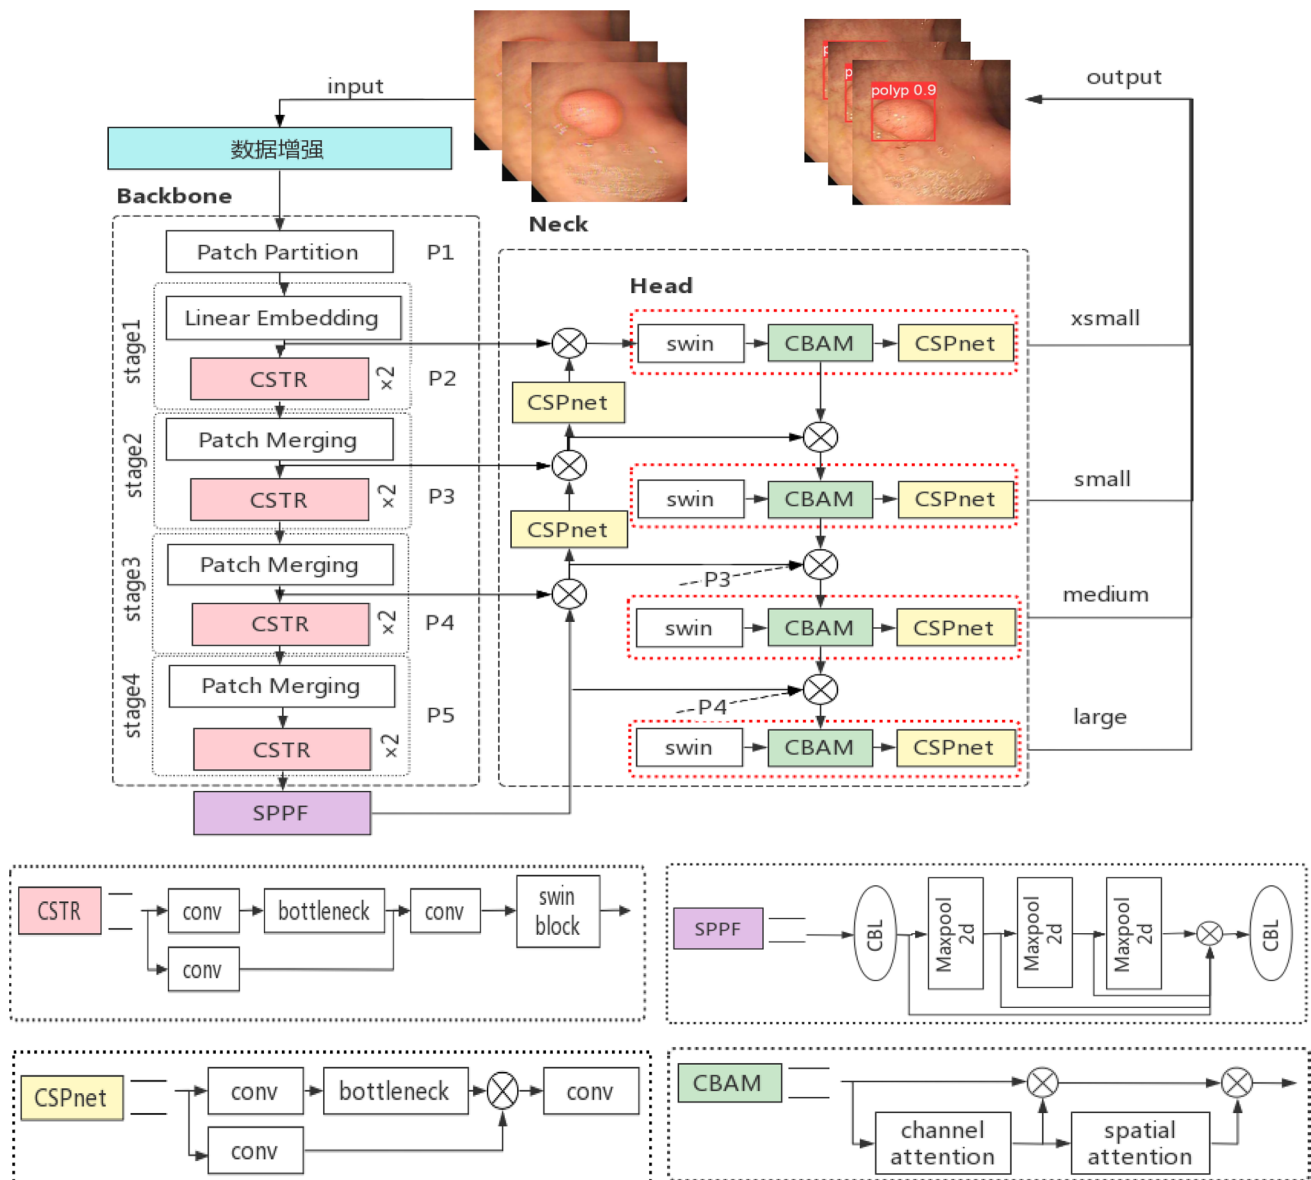 input
output
polyp 0.9
数据增强
Backbone
Neck
Patch Partition
P1
Head
stage1
Linear Embedding
CSTR
×2
P2
swin
CBAM
CSPnet
xsmall
CSPnet
stage2
Patch Merging
CSTR
×2
P3
swin
CBAM
CSPnet
small
CSPnet
stage3
Patch Merging
CSTR
×2
P4
P3
swin
CBAM
CSPnet
medium
stage4
Patch Merging
CSTR
×2
P5
P4
swin
CBAM
CSPnet
large
SPPF
CSTR
conv
bottleneck
conv
swin
block
conv
SPPF
CBL
Maxpool
2d
Maxpool
2d
Maxpool
2d
CBL
CSPnet
conv
bottleneck
conv
conv
CBAM
channel
attention
spatial
attention